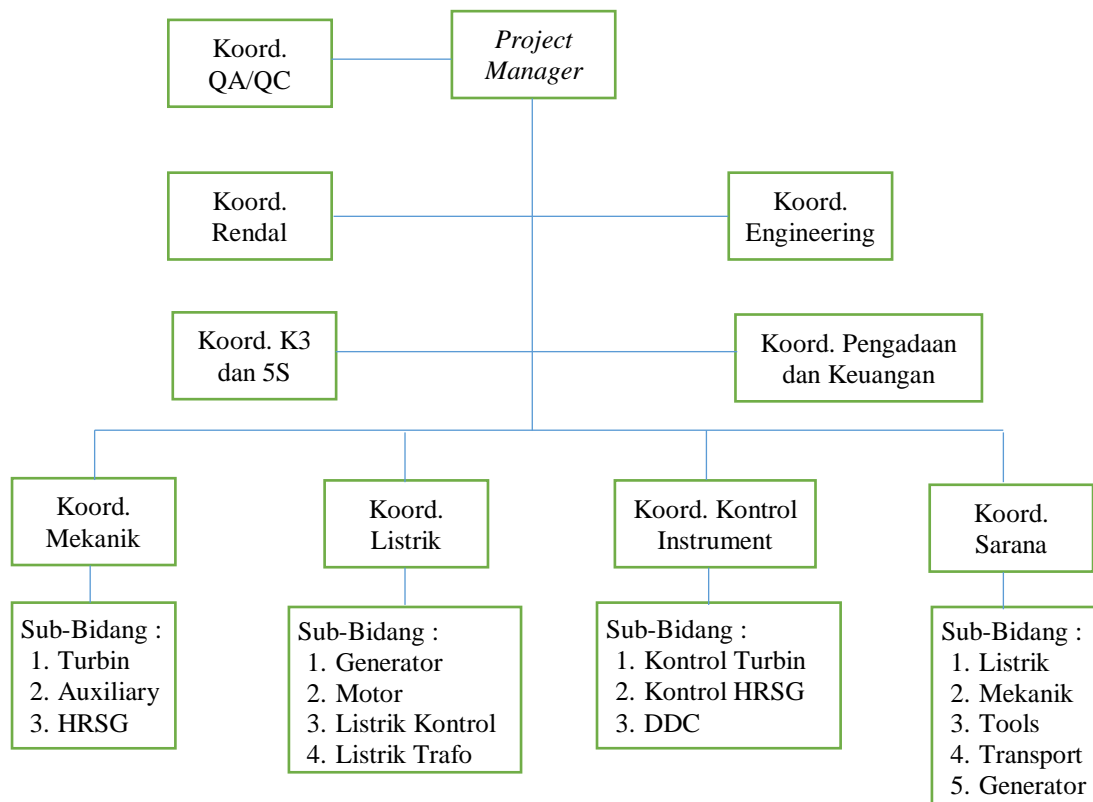 Koord.
QA/QC
Project
Manager
Koord.
Rendal
Koord.
Engineering
Koord. K3
dan 5S
Koord. Pengadaan
dan Keuangan
Koord.
Mekanik
Koord.
Listrik
Koord. Kontrol
Instrument
Koord.
Sarana
Sub-Bidang :
1. Turbin
2. Auxiliary
3. HRSG
Sub-Bidang :
1. Generator
2. Motor
3. Listrik Kontrol
4. Listrik Trafo
Sub-Bidang :
1. Kontrol Turbin
2. Kontrol HRSG
3. DDC
Sub-Bidang :
1. Listrik
2. Mekanik
3. Tools
4. Transport
5. Generator